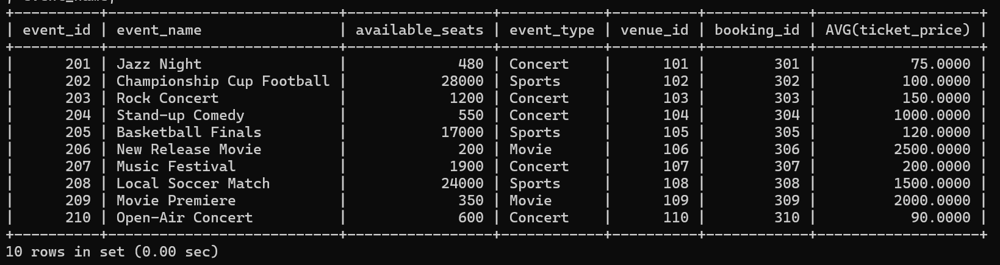 +----------+---------------------------+-----------------+------------+----------+------------+-------------------+
| event_id | event_name                | available_seats | event_type | venue_id | booking_id | AVG(ticket_price) |
+----------+---------------------------+-----------------+------------+----------+------------+-------------------+
|      201 | Jazz Night                |             480 | Concert    |      101 |        301 |           75.0000 |
|      202 | Championship Cup Football |           28000 | Sports     |      102 |        302 |          100.0000 |
|      203 | Rock Concert              |            1200 | Concert    |      103 |        303 |          150.0000 |
|      204 | Stand-up Comedy           |             550 | Concert    |      104 |        304 |         1000.0000 |
|      205 | Basketball Finals         |           17000 | Sports     |      105 |        305 |          120.0000 |
|      206 | New Release Movie         |             200 | Movie      |      106 |        306 |         2500.0000 |
|      207 | Music Festival            |            1900 | Concert    |      107 |        307 |          200.0000 |
|      208 | Local Soccer Match        |           24000 | Sports     |      108 |        308 |         1500.0000 |
|      209 | Movie Premiere            |             350 | Movie      |      109 |        309 |         2000.0000 |
|      210 | Open-Air Concert          |             600 | Concert    |      110 |        310 |           90.0000 |
+----------+---------------------------+-----------------+------------+----------+------------+-------------------+
10 rows in set (0.00 sec)